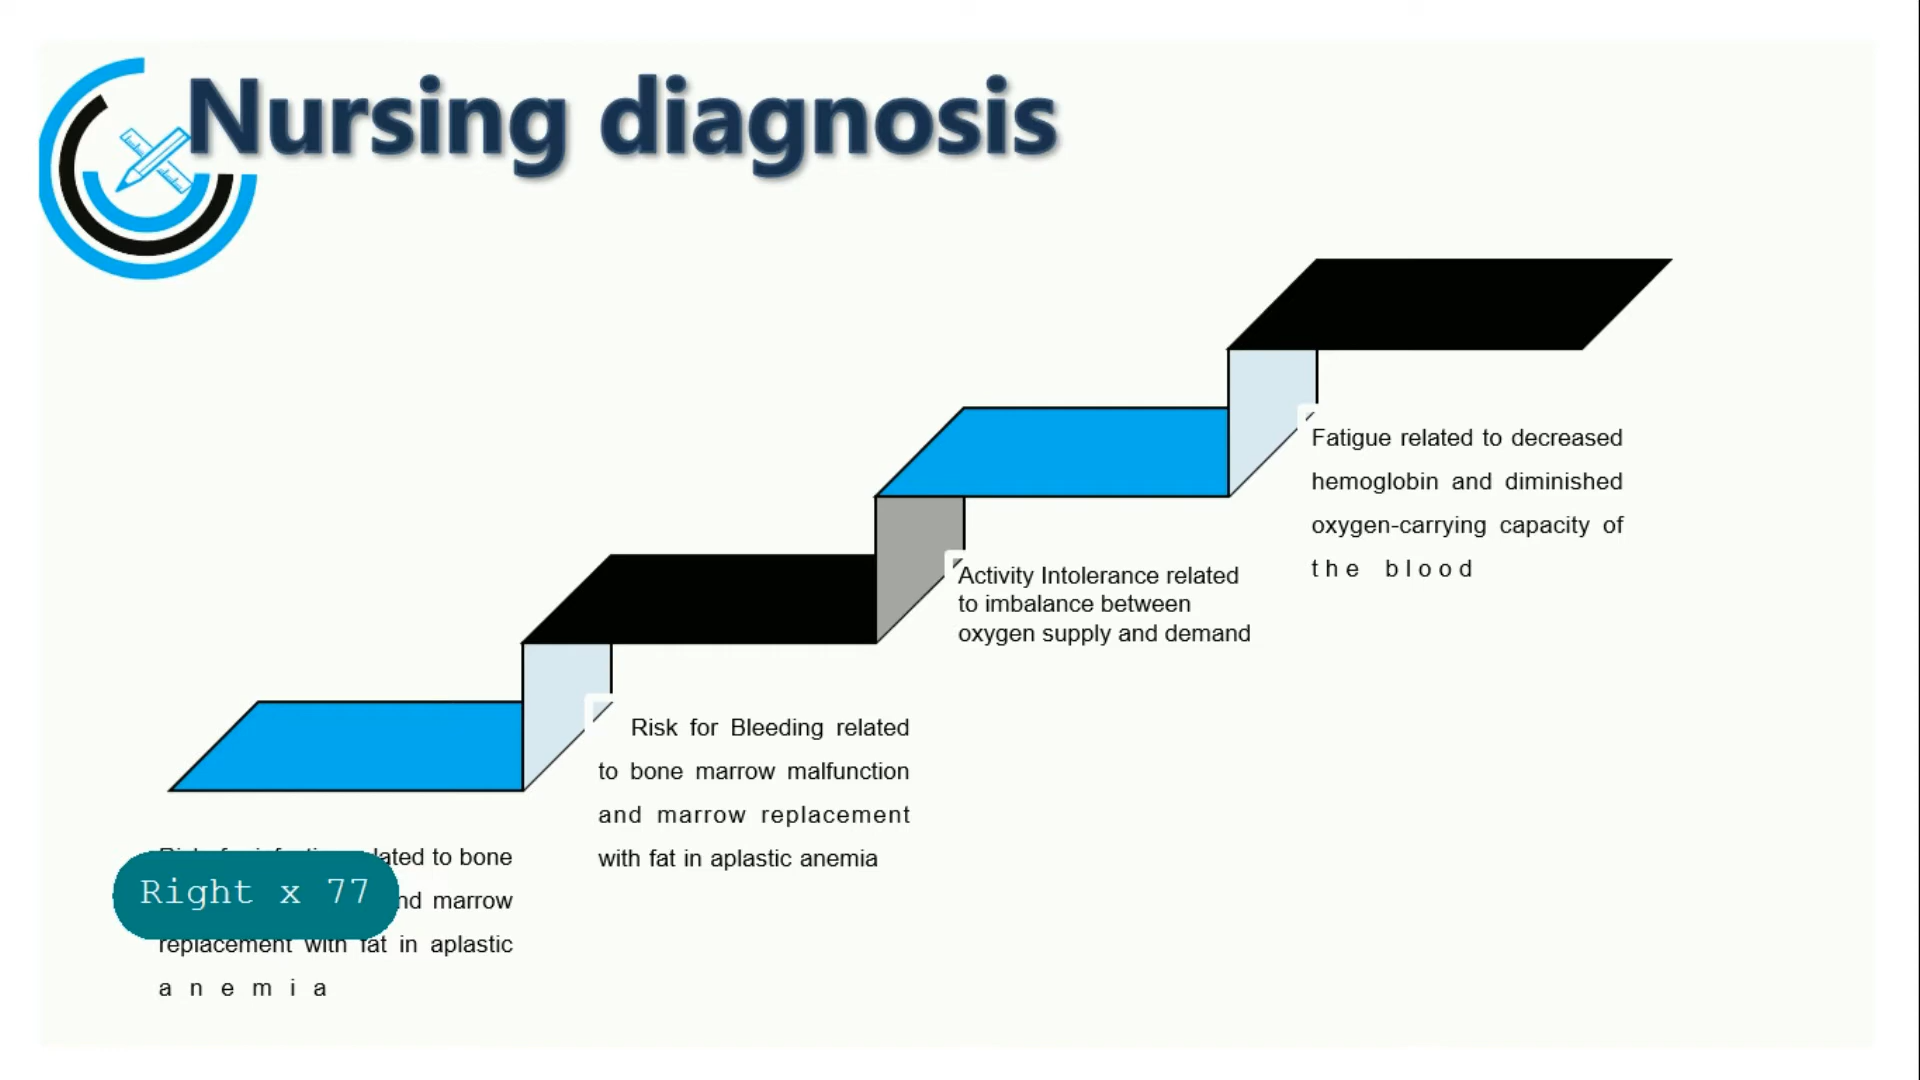 Nursing diagnosis
Fatigue related to decreased
hemoglobin and diminished
oxygen-carrying capacity of
the blood
Activity Intolerance related
to imbalance between
oxygen supply and demand
Risk for Bleeding related
to bone marrow malfunction
and marrow replacement
with fat in aplastic anemia
to bone
marrow
replacement with fat in aplastic
anemia
Right x 77